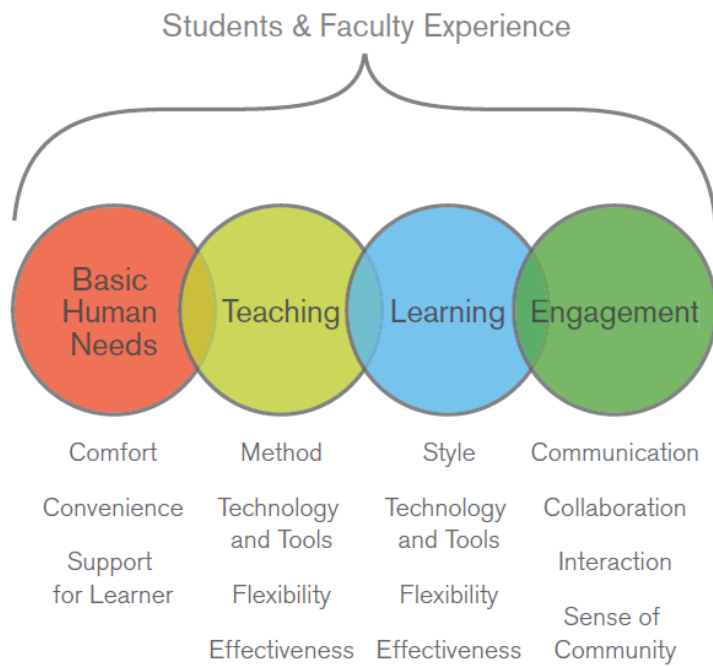 Students & Faculty Experience
Basic
Human
Needs
Teaching
Learning
Engagement
Comfort
Convenience
Support
for Learner
Method
Technology
and Tools
Flexibility
Effectiveness
Style
Technology
and Tools
Flexibility
Effectiveness
Communication
Collaboration
Interaction
Sense of
Community